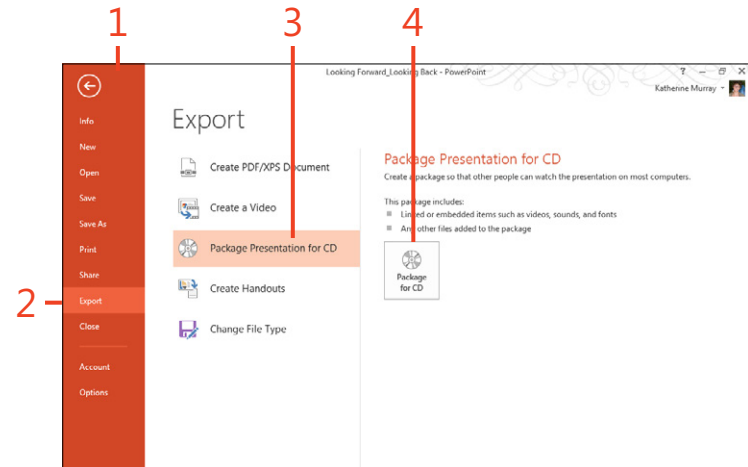 1
3
4
Looking Forward_Looking Back - PowerPoint
?
Katherine Murray
Export
Info
New
Open
Save
Save As
Print
Share
2
Export
Close
Account
Options
Create PDF/XPS Document
Create a Video
Package Presentation for CD
Create Handouts
Change File Type
Package Presentation for CD
Create a package so that other people can watch the presentation on most computers.
This package includes:
Linked or embedded items such as videos, sounds, and fonts
Any other files added to the package
Package
for CD